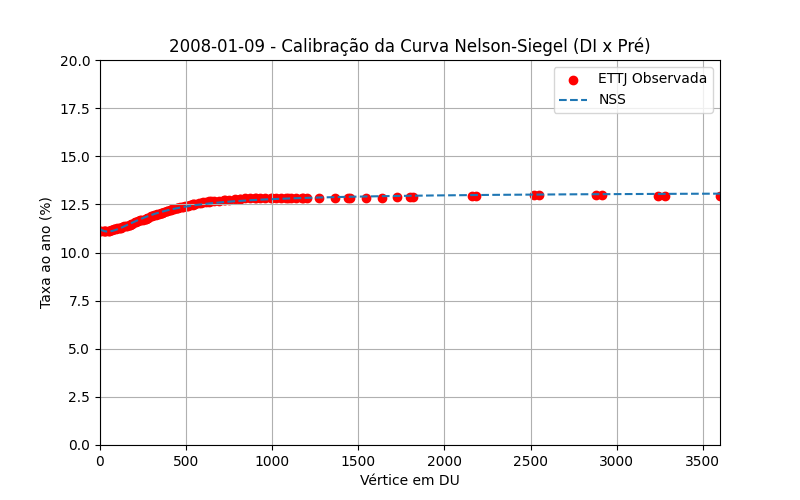 2008-01-09 - Calibração da Curva Nelson-Siegel (DI x Pré)
ETTJ Observada
NSS
Taxa ao ano (%)
20.0
17.5
15.0
12.5
10.0
7.5
5.0
2.5
0.0
0 500 1000 1500 2000 2500 3000 3500
Vértice em DU